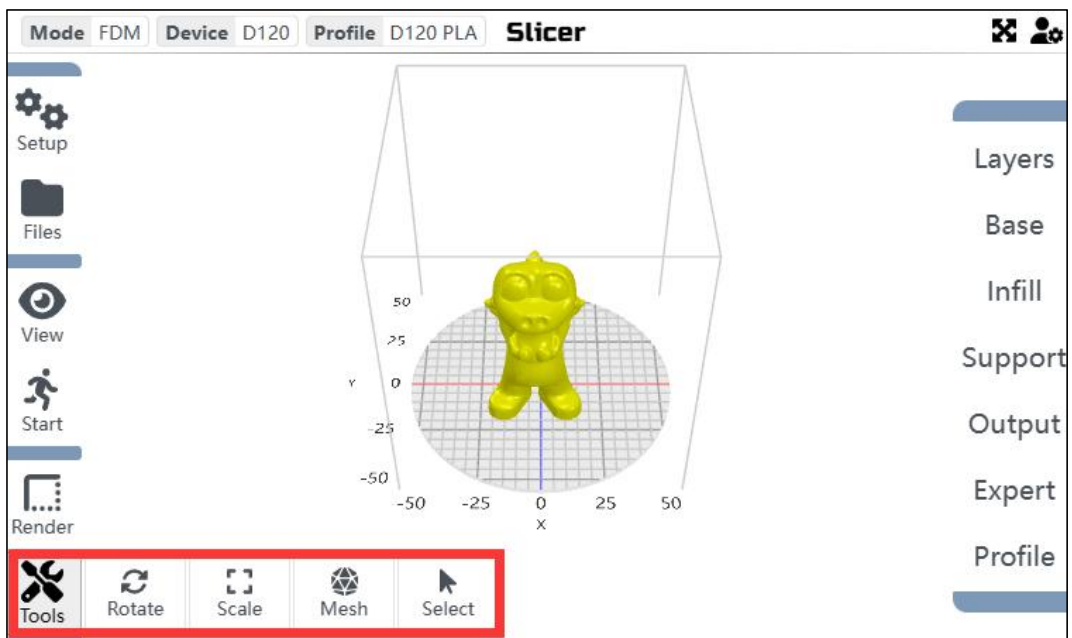 Mode FDM Device D120 Profile D120 PLA Slicer
Setup
Files
View
Start
Render
Tools Rotate Scale Mesh Select
50
25
Y 0
-25
-50
-50 -25 0 25 50
X
Layers
Base
Infill
Support
Output
Expert
Profile